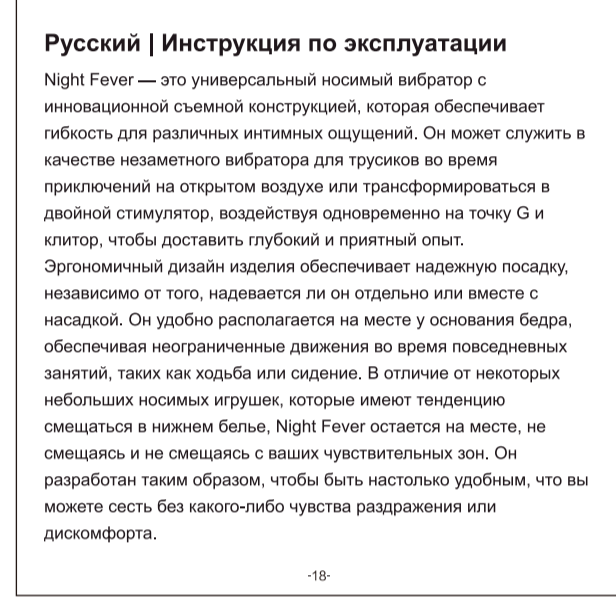 Русский | Инструкция по эксплуатации
Night Fever — это универсальный носимый вибратор с
инновационной съемной конструкцией, которая обеспечивает
гибкость для различных интимных ощущений. Он может служить в
качестве незаметного вибратора для трусиков во время
приключений на открытом воздухе или трансформироваться в
двойной стимулятор, воздействуя одновременно на точку G и
клитор, чтобы доставить глубокий и приятный опыт.
Эргономичный дизайн изделия обеспечивает надежную посадку,
независимо от того, надевается ли он отдельно или вместе с
насадкой. Он удобно располагается на месте у основания бедра,
обеспечивая неограниченные движения во время повседневных
занятий, таких как ходьба или сидение. В отличие от некоторых
небольших носимых игрушек, которые имеют тенденцию
смещаться в нижнем белье, Night Fever остается на месте, не
смещаясь и не смещаясь с ваших чувствительных зон. Он
разработан таким образом, чтобы быть настолько удобным, что вы
можете сесть без какого-либо чувства раздражения или
дискомфорта.
-18-